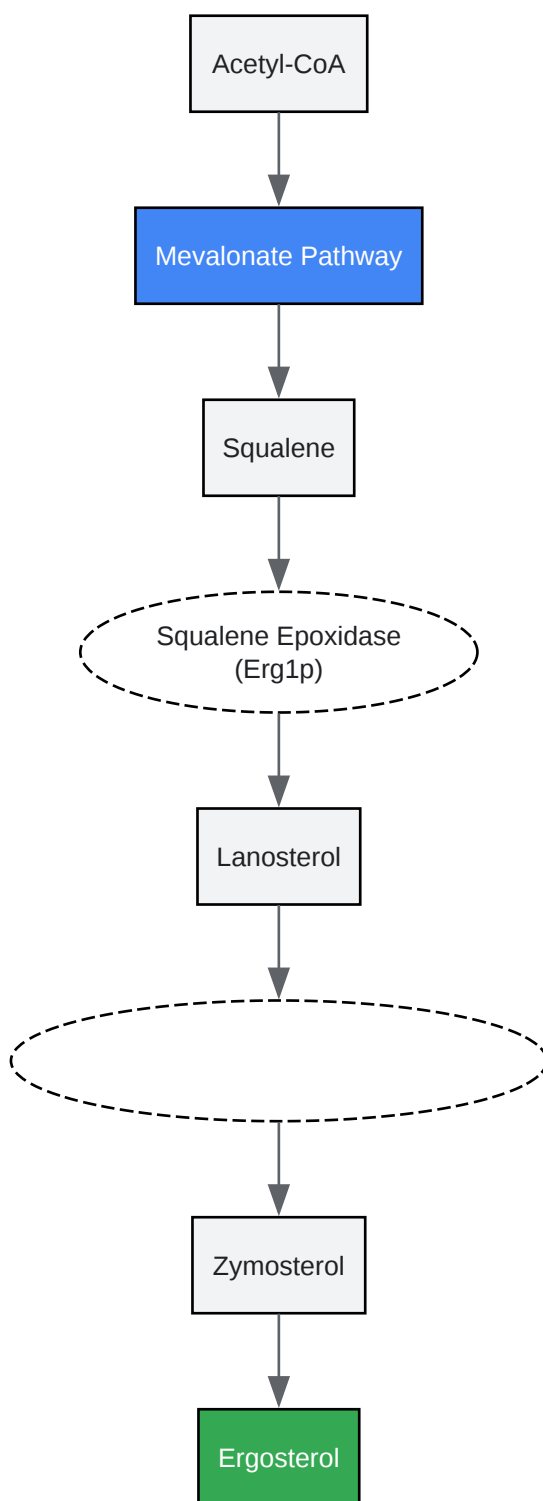 Acetyl-CoA
Mevalonate Pathway
Squalene
Squalene Epoxidase
(Erg1p)
Lanosterol
Zymosterol
Ergosterol